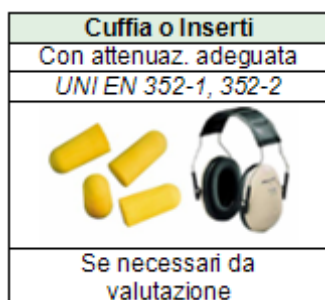 Cuffia o Inserti
Con attenuaz. adeguata
UNI EN 352-1, 352-2
Se necessari da
valutazione